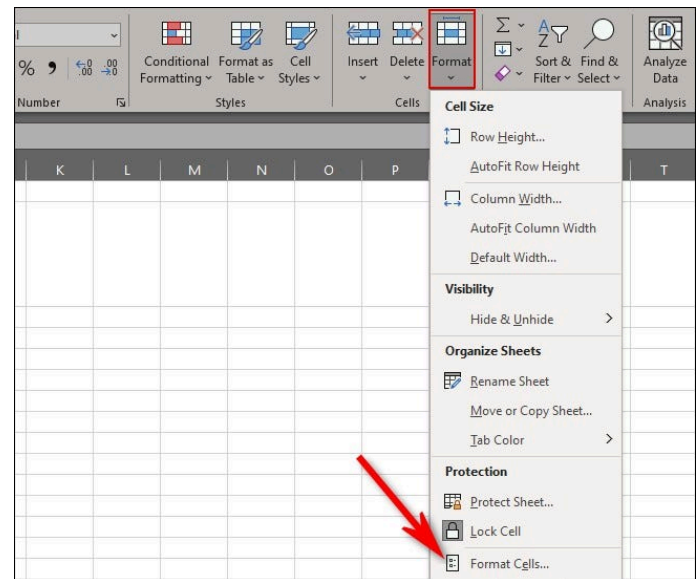 Conditional Format as Cell Insert Delete Format Sort & Find & Analyze
Formatting Table Styles Filter Select Data
Number Styles Cells Analysis
K L M N O P T
Cell Size
Row Height...
AutoFit Row Height
Column Width...
AutoFit Column Width
Default Width...
Visibility
Hide & Unhide
Organize Sheets
Rename Sheet
Move or Copy Sheet...
Tab Color
Protection
Protect Sheet...
Lock Cell
Format Cells...